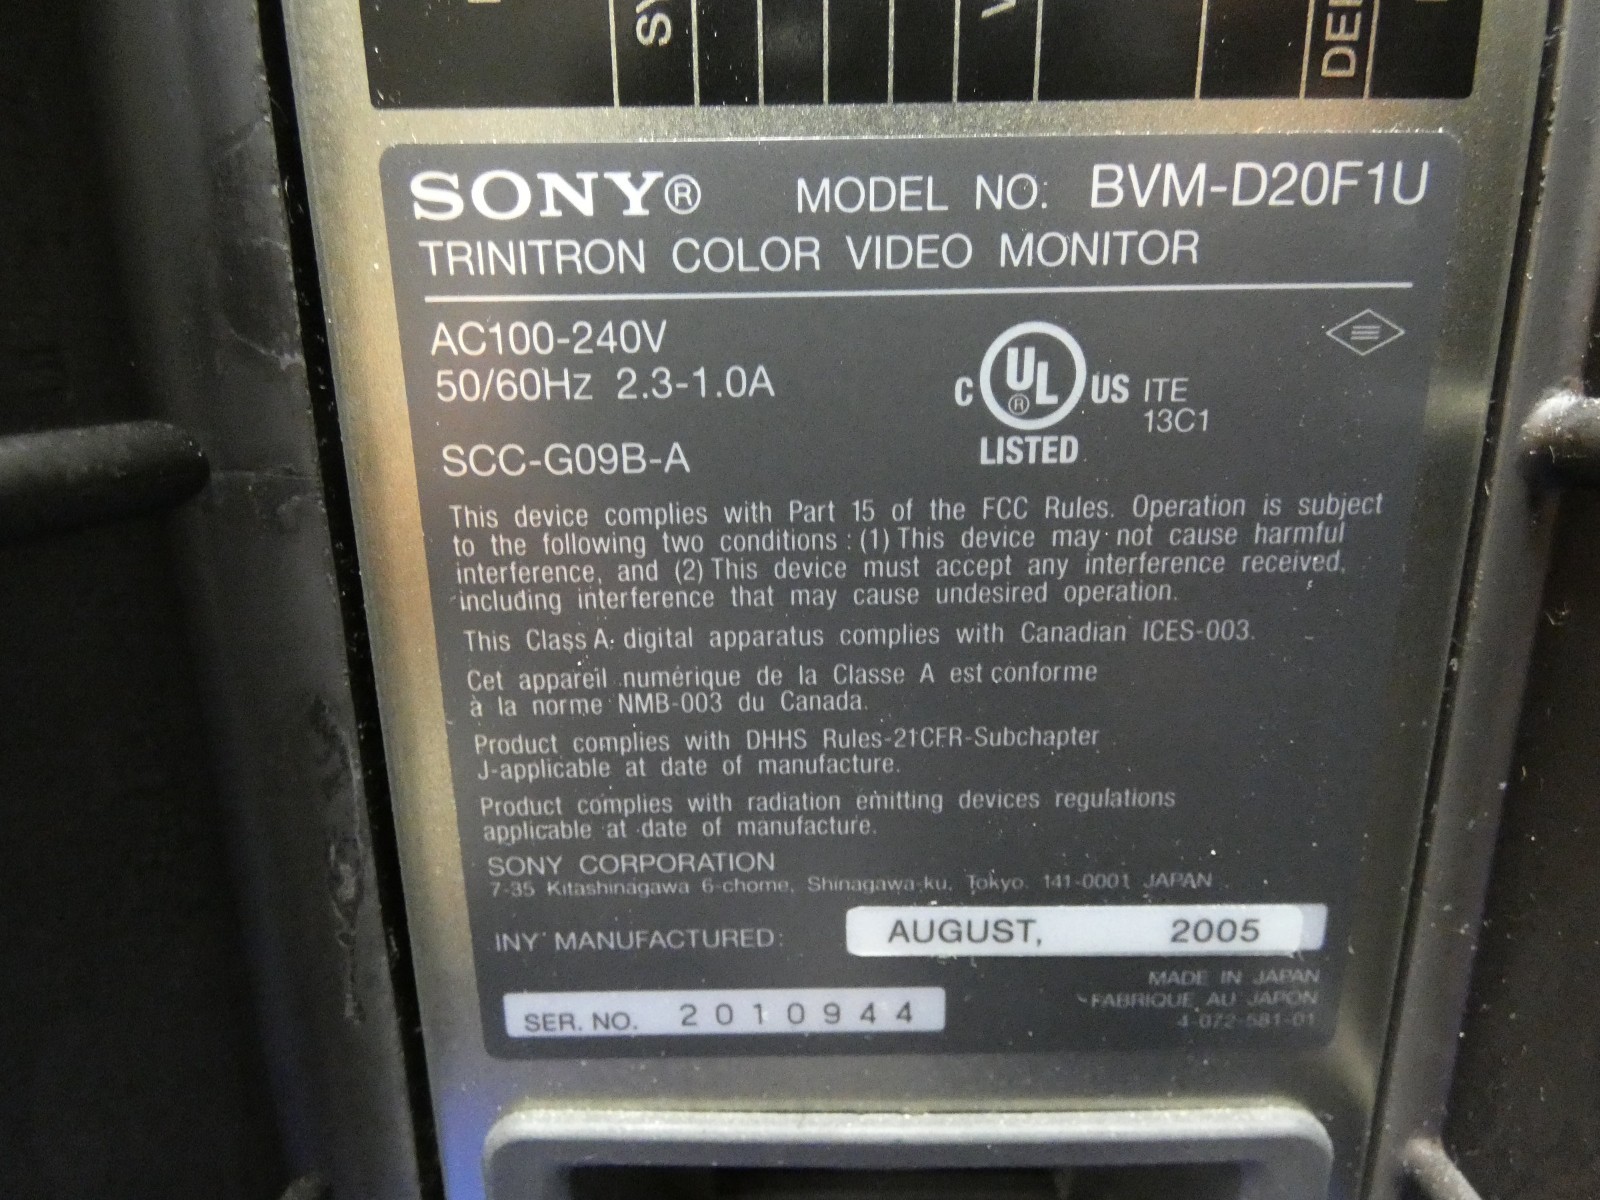 DEI
SONY® MODEL NO: BVM-D20F1U
TRINITRON COLOR VIDEO MONITOR
AC100-240V
50/60Hz 2.3-1.0A
C UL® US ITE
13C1
LISTED
SCC-G09B-A
This device complies with Part 15 of the FCC Rules. Operation is subject
to the following two conditions : (1) This device may not cause harmful
interference, and (2) This device must accept any interference received,
including interference that may cause undesired operation.
This Class A digital apparatus complies with Canadian ICES-003.
Cet appareil numérique de la Classe A est conforme
à la norme NMB-003 du Canada.
Product complies with DHHS Rules-21CFR-Subchapter
J-applicable at date of manufacture.
Product complies with radiation emitting devices regulations
applicable at date of manufacture.
SONY CORPORATION
7-35 Kitashinagawa 6-chome, Shinagawa-ku, Tokyo. 141-0001 JAPAN
INY MANUFACTURED: AUGUST, 2005
MADE IN JAPAN
FABRIQUE AU JAPON
4-072-581-01
SER. NO. 2010944